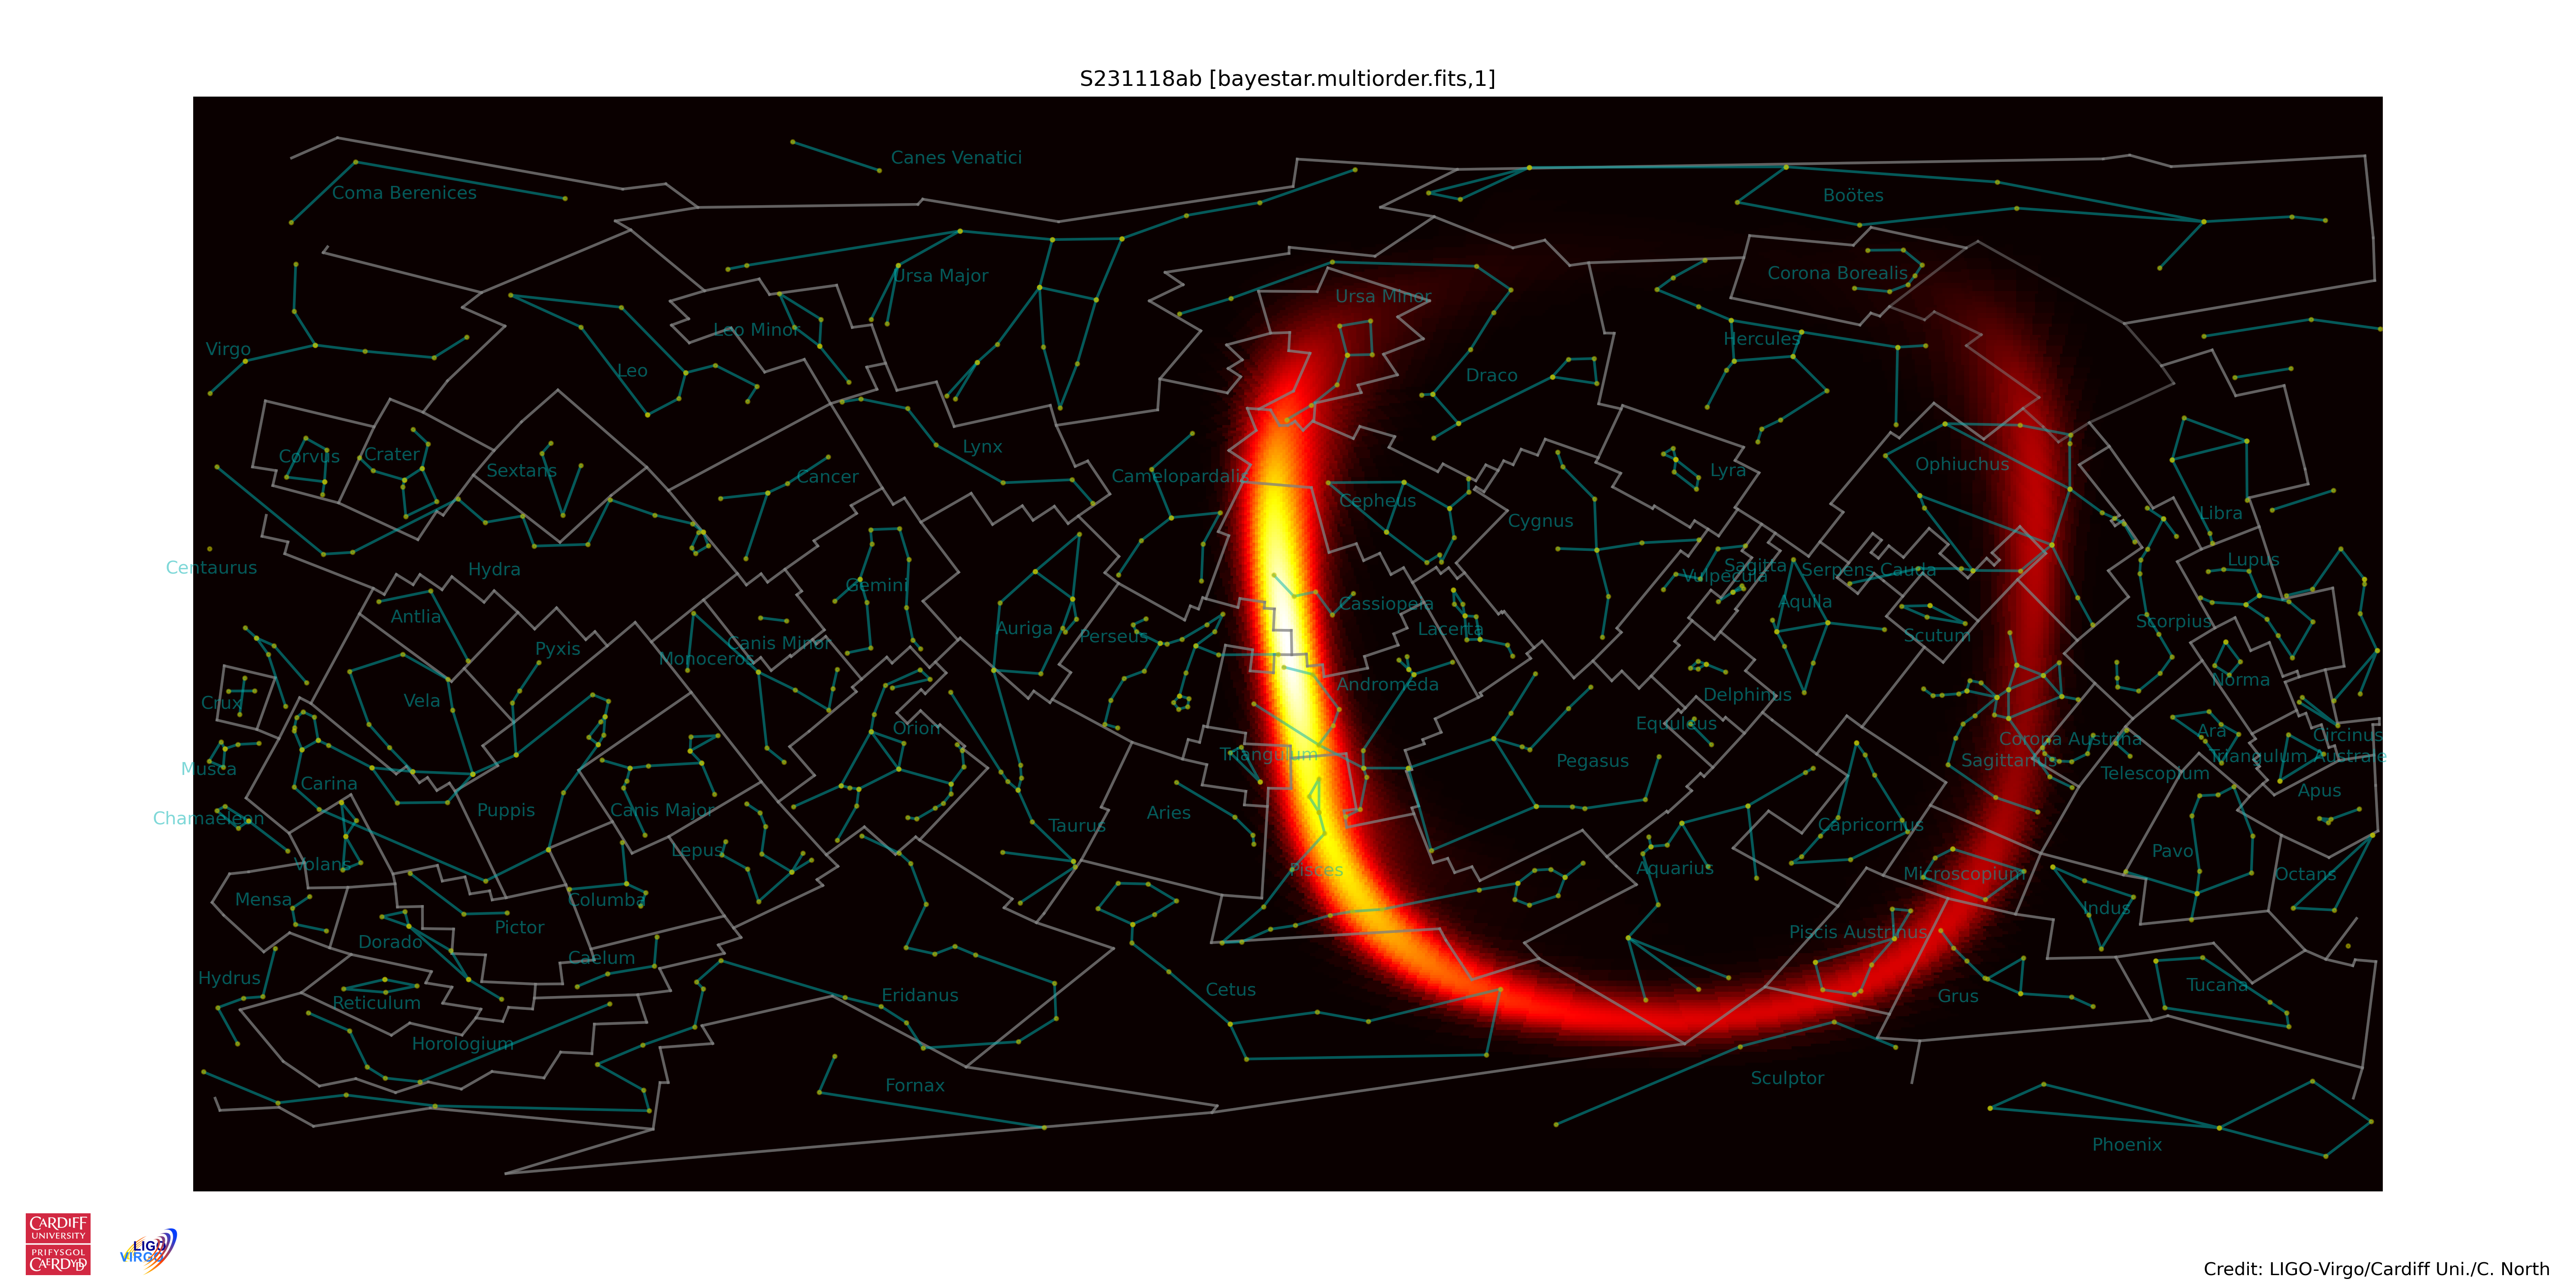 S231118ab [bayestar.multiorder.fits,1]
Canes Venatici
Coma Berenices
Boötes
Ursa Major
Corona Borealis
Ursa Minor
Leo Minor
Hercules
Virgo
Leo
Draco
Lynx
Corvus
Crater
Sextans
Cancer
Camelopardalis
Cepheus
Lyra
Ophiuchus
Cygnus
Libra
Centaurus
Hydra
Gemini
Sagitta
Vulpecula
Serpens Cauda
Lupus
Antlia
Cassiopeia
Aquila
Auriga
Perseus
Lacerta
Scutum
Scorpius
Pyxis
Canis Minor
Monoceros
Andromeda
Norma
Crux
Vela
Delphinus
Orion
Equuleus
Ara
Circinus
Corona Austrina
Triangulum
Pegasus
Sagittarius
Triangulum Australe
Musca
Carina
Telescopium
Apus
Chamaeleon
Puppis
Canis Major
Aries
Taurus
Capricornus
Lepus
Volans
Pisces
Aquarius
Pavo
Microscopium
Octans
Mensa
Columba
Indus
Dorado
Pictor
Piscis Austrinus
Caelum
Hydrus
Reticulum
Eridanus
Cetus
Grus
Tucana
Horologium
Fornax
Sculptor
Phoenix
CARDIFF
UNIVERSITY
PRIFYSGOL
CAERDYDD
LIGO
VIRGO
Credit: LIGO-Virgo/Cardiff Uni./C. North